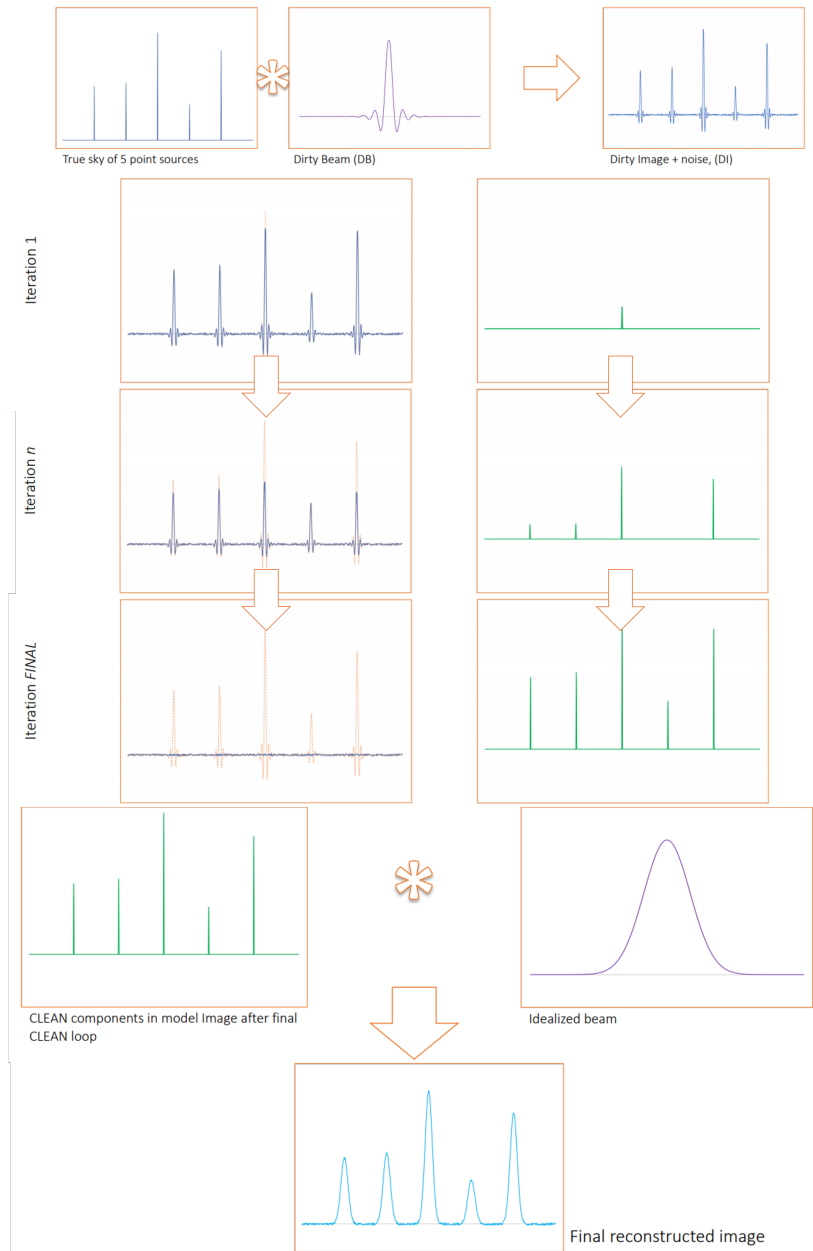 True sky of 5 point sources
Dirty Beam (DB)
Dirty Image + noise, (DI)
Iteration 1
Iteration n
Iteration FINAL
CLEAN components in model Image after final
CLEAN loop
Idealized beam
Final reconstructed image